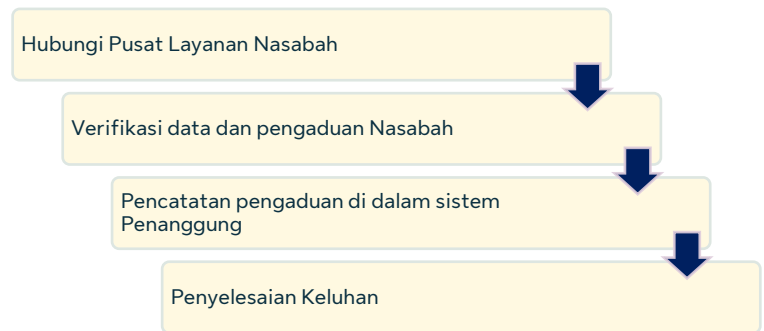 Hubungi Pusat Layanan Nasabah
Verifikasi data dan pengaduan Nasabah
Pencatatan pengaduan di dalam sistem
Penanggung
Penyelesaian Keluhan